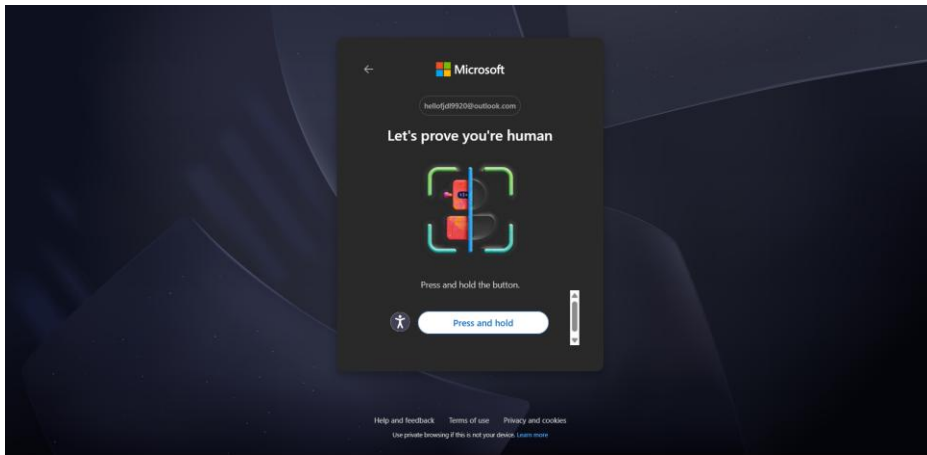 Microsoft
hellofjdl9920@outlook.com
Let's prove you're human
Press and hold the button.
Press and hold
Help and feedback Terms of use Privacy and cookies
Use private browsing if this is not your device. Learn more